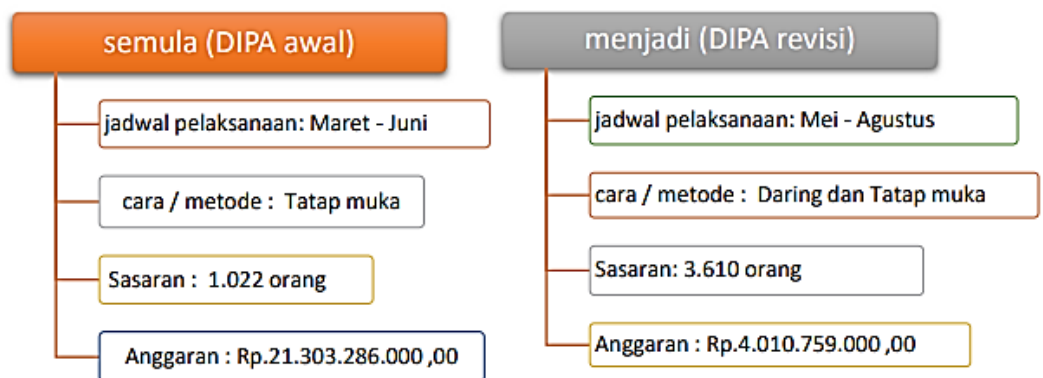 semula (DIPA awal)
jadwal pelaksanaan: Maret - Juni
cara / metode : Tatap muka
Sasaran : 1.022 orang
Anggaran : Rp.21.303.286.000 ,00
menjadi (DIPA revisi)
jadwal pelaksanaan: Mei - Agustus
cara / metode : Daring dan Tatap muka
Sasaran: 3.610 orang
Anggaran : Rp.4.010.759.000 ,00